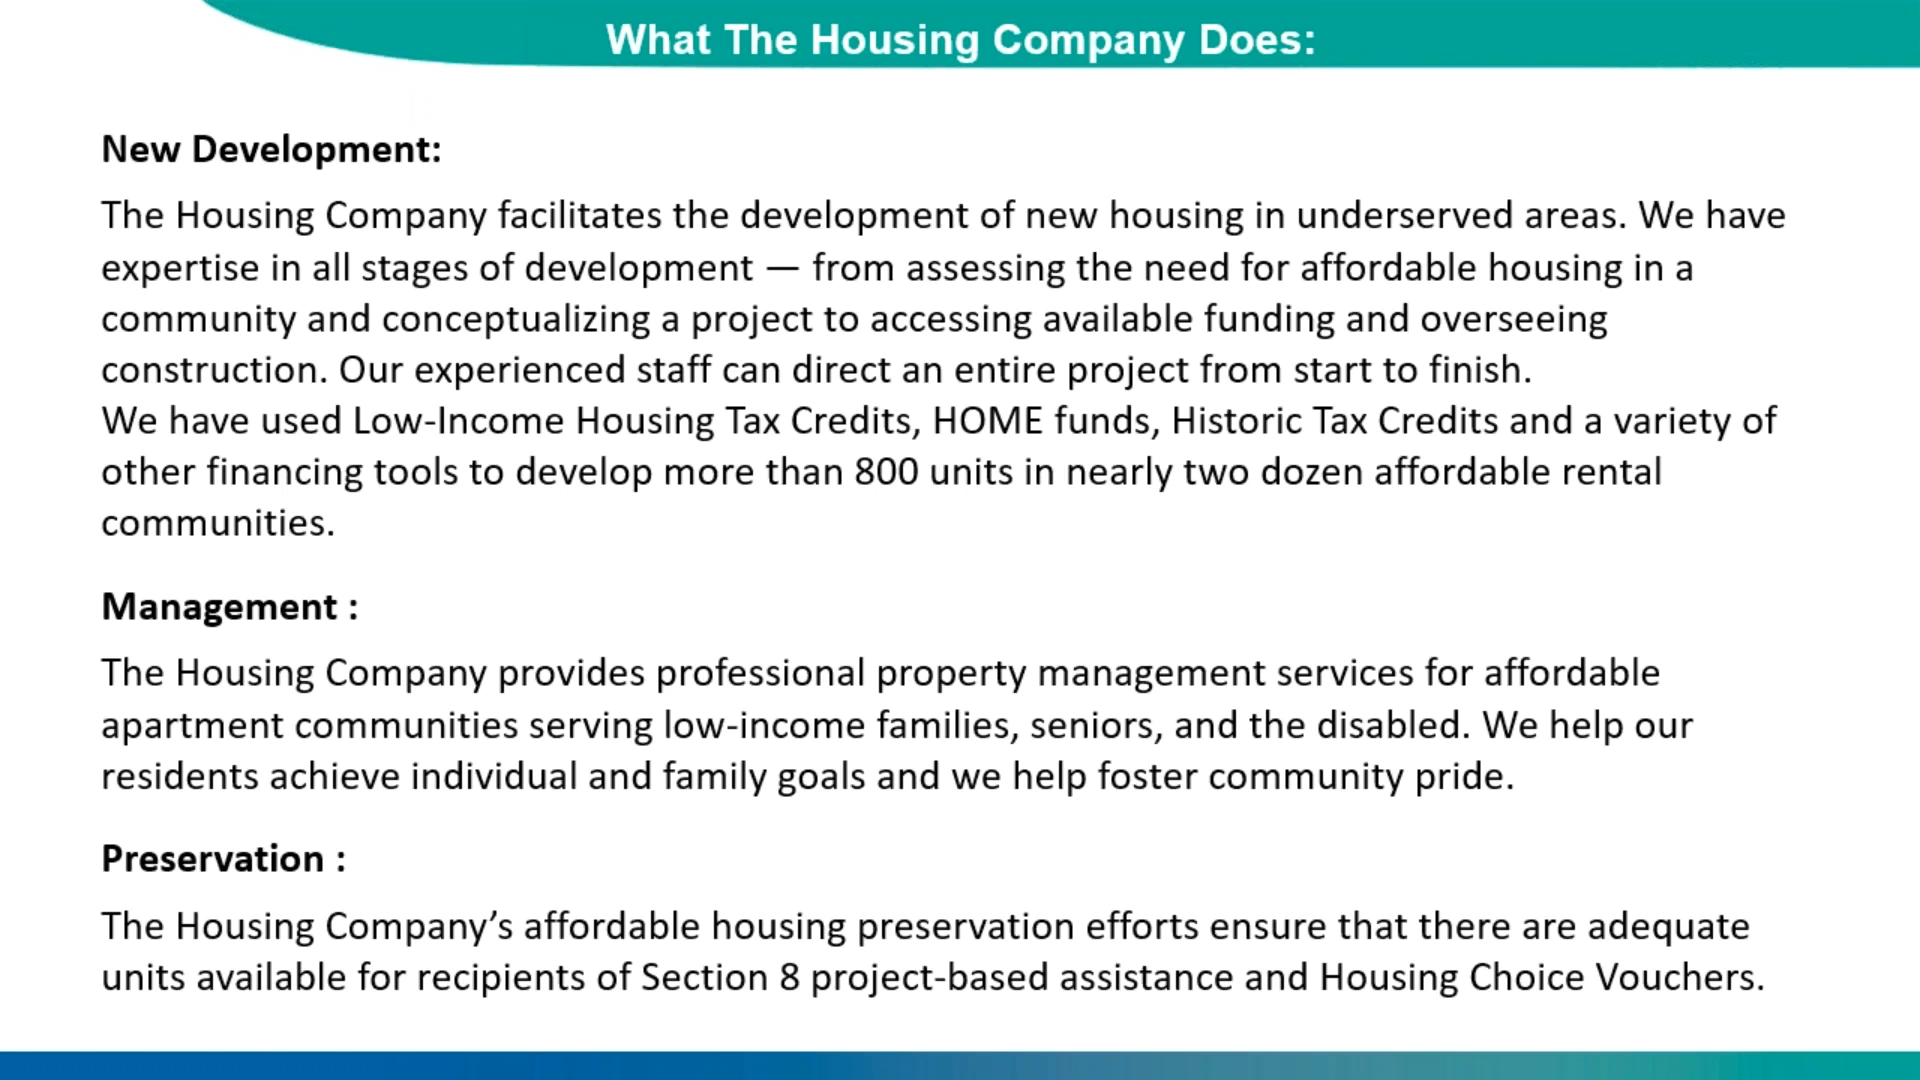 What The Housing Company Does:
New Development:
The Housing Company facilitates the development of new housing in underserved areas. We have
expertise in all stages of development — from assessing the need for affordable housing in a
community and conceptualizing a project to accessing available funding and overseeing
construction. Our experienced staff can direct an entire project from start to finish.
We have used Low-Income Housing Tax Credits, HOME funds, Historic Tax Credits and a variety of
other financing tools to develop more than 800 units in nearly two dozen affordable rental
communities.
Management :
The Housing Company provides professional property management services for affordable
apartment communities serving low-income families, seniors, and the disabled. We help our
residents achieve individual and family goals and we help foster community pride.
Preservation :
The Housing Company’s affordable housing preservation efforts ensure that there are adequate
units available for recipients of Section 8 project-based assistance and Housing Choice Vouchers.